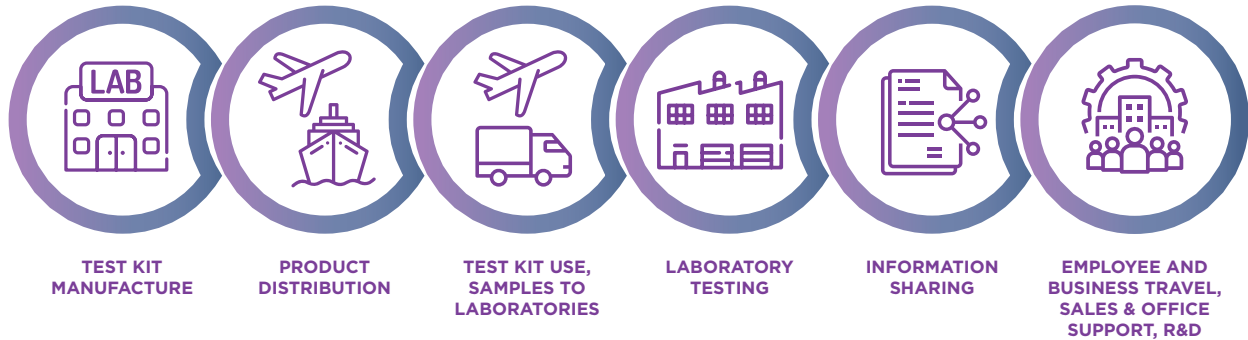 LAB
TEST KIT
MANUFACTURE
PRODUCT
DISTRIBUTION
TEST KIT USE,
SAMPLES TO
LABORATORIES
LABORATORY
TESTING
INFORMATION
SHARING
EMPLOYEE AND
BUSINESS TRAVEL,
SALES & OFFICE
SUPPORT, R&D